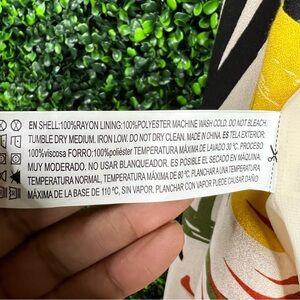 EN SHELL:100%RAYON LINING:100%POLYESTER MACHINE WASH COLD. DO NOT BLEACH.
TUMBLE DRY MEDIUM. IRON LOW. DO NOT DRY CLEAN. MADE IN CHINA. ES TELA EXTERIOR:
100%viscosa FORRO:100%poliéster TEMPERATURA MÁXIMA DE LAVADO 30 ºC. PROCESO
MUY MODERADO. NO USAR BLANQUEADOR. ES POSIBLE EL SECADO EN MÁQUINA.
TEMPERATURA NORMAL, TEMPERATURA MÁXIMA DE 80 ºC. PLANCHAR A UNA TEMPERATURA
MÁXIMA DE LA BASE DE 110 ºC, SIN VAPOR. PLANCHAR CON VAPOR PUEDE CAUSAR DAÑO